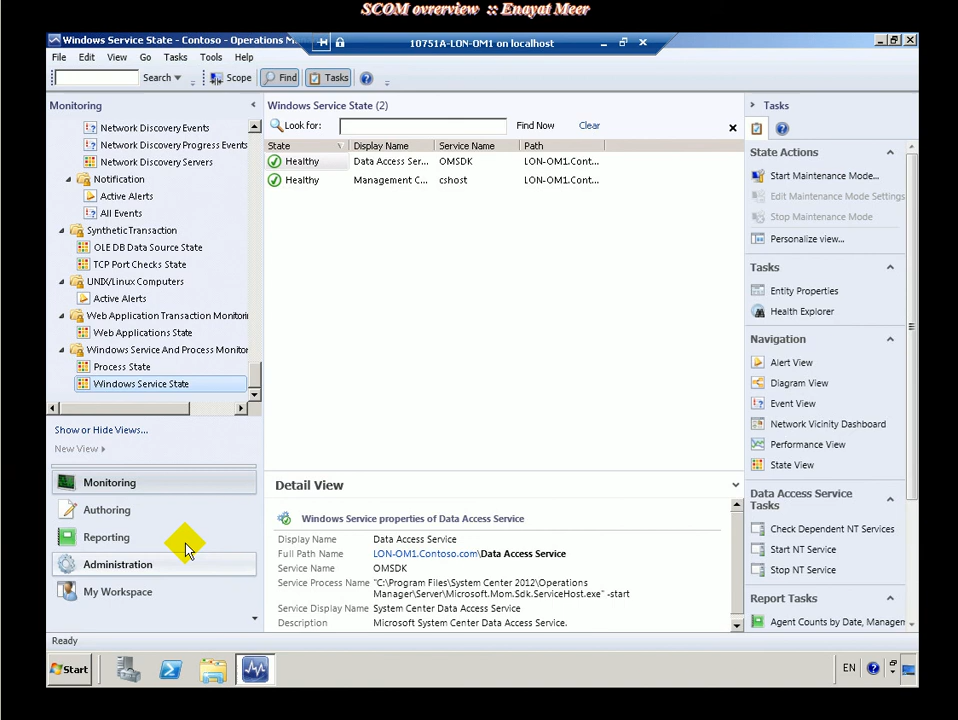 SCOM ovrerview :: Enayat Meer
Windows Service State - Contoso - Operations M
10751A-LON-OM1 on localhost
File Edit View Go Tasks Tools Help
Search Scope Find Tasks
Monitoring
Network Discovery Events
Network Discovery Progress Events
Network Discovery Servers
Notification
Active Alerts
All Events
Synthetic Transaction
OLE DB Data Source State
TCP Port Checks State
UNIX/Linux Computers
Active Alerts
Web Application Transaction Monitori
Web Applications State
Windows Service And Process Monitor
Process State
Windows Service State
Show or Hide Views...
New View
Monitoring
Authoring
Reporting
Administration
My Workspace
Windows Service State (2)
Look for: Find Now Clear
State Display Name Service Name Path
Healthy Data Access Ser... OMSDK LON-OM1.Cont...
Healthy Management C... cshost LON-OM1.Cont...
Detail View
Windows Service properties of Data Access Service
Display Name Data Access Service
Full Path Name LON-OM1.Contoso.com\Data Access Service
Service Name OMSDK
Service Process Name "C:\Program Files\System Center 2012\Operations
Manager\Server\Microsoft.Mom.Sdk.ServiceHost.exe" -start
Service Display Name System Center Data Access Service
Description Microsoft System Center Data Access Service.
Tasks
State Actions
Start Maintenance Mode...
Edit Maintenance Mode Settings
Stop Maintenance Mode
Personalize view...
Tasks
Entity Properties
Health Explorer
Navigation
Alert View
Diagram View
Event View
Network Vicinity Dashboard
Performance View
State View
Data Access Service
Tasks
Check Dependent NT Services
Start NT Service
Stop NT Service
Report Tasks
Agent Counts by Date, Managem
Ready
Start
EN